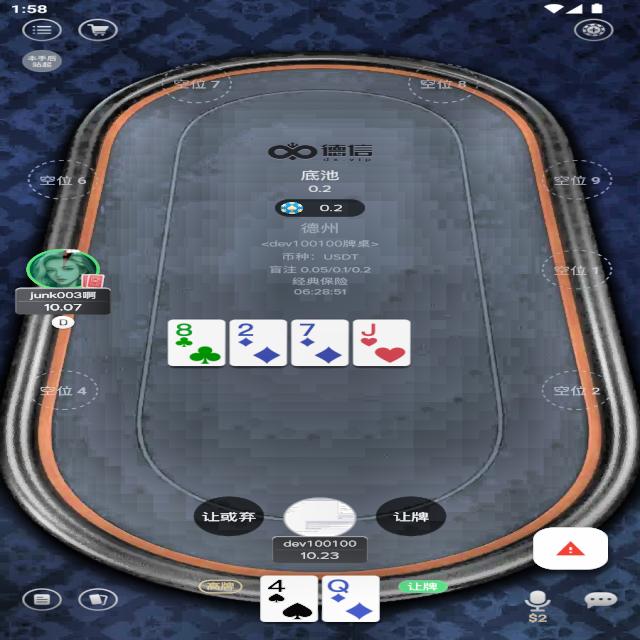 1:58
本手后
站起
空位 7
空位 8
德信
dx.vip
底池
0.2
0.2
空位 6
空位 9
德州
<dev100100牌桌>
币种：USDT
盲注 0.05/0.1/0.2
经典保险
06:28:51
空位 1
junk003啊
10.07
D
8
2
7
J
空位 4
空位 2
让或弃
让牌
dev100100
10.23
高牌
让牌
4
Q
$2